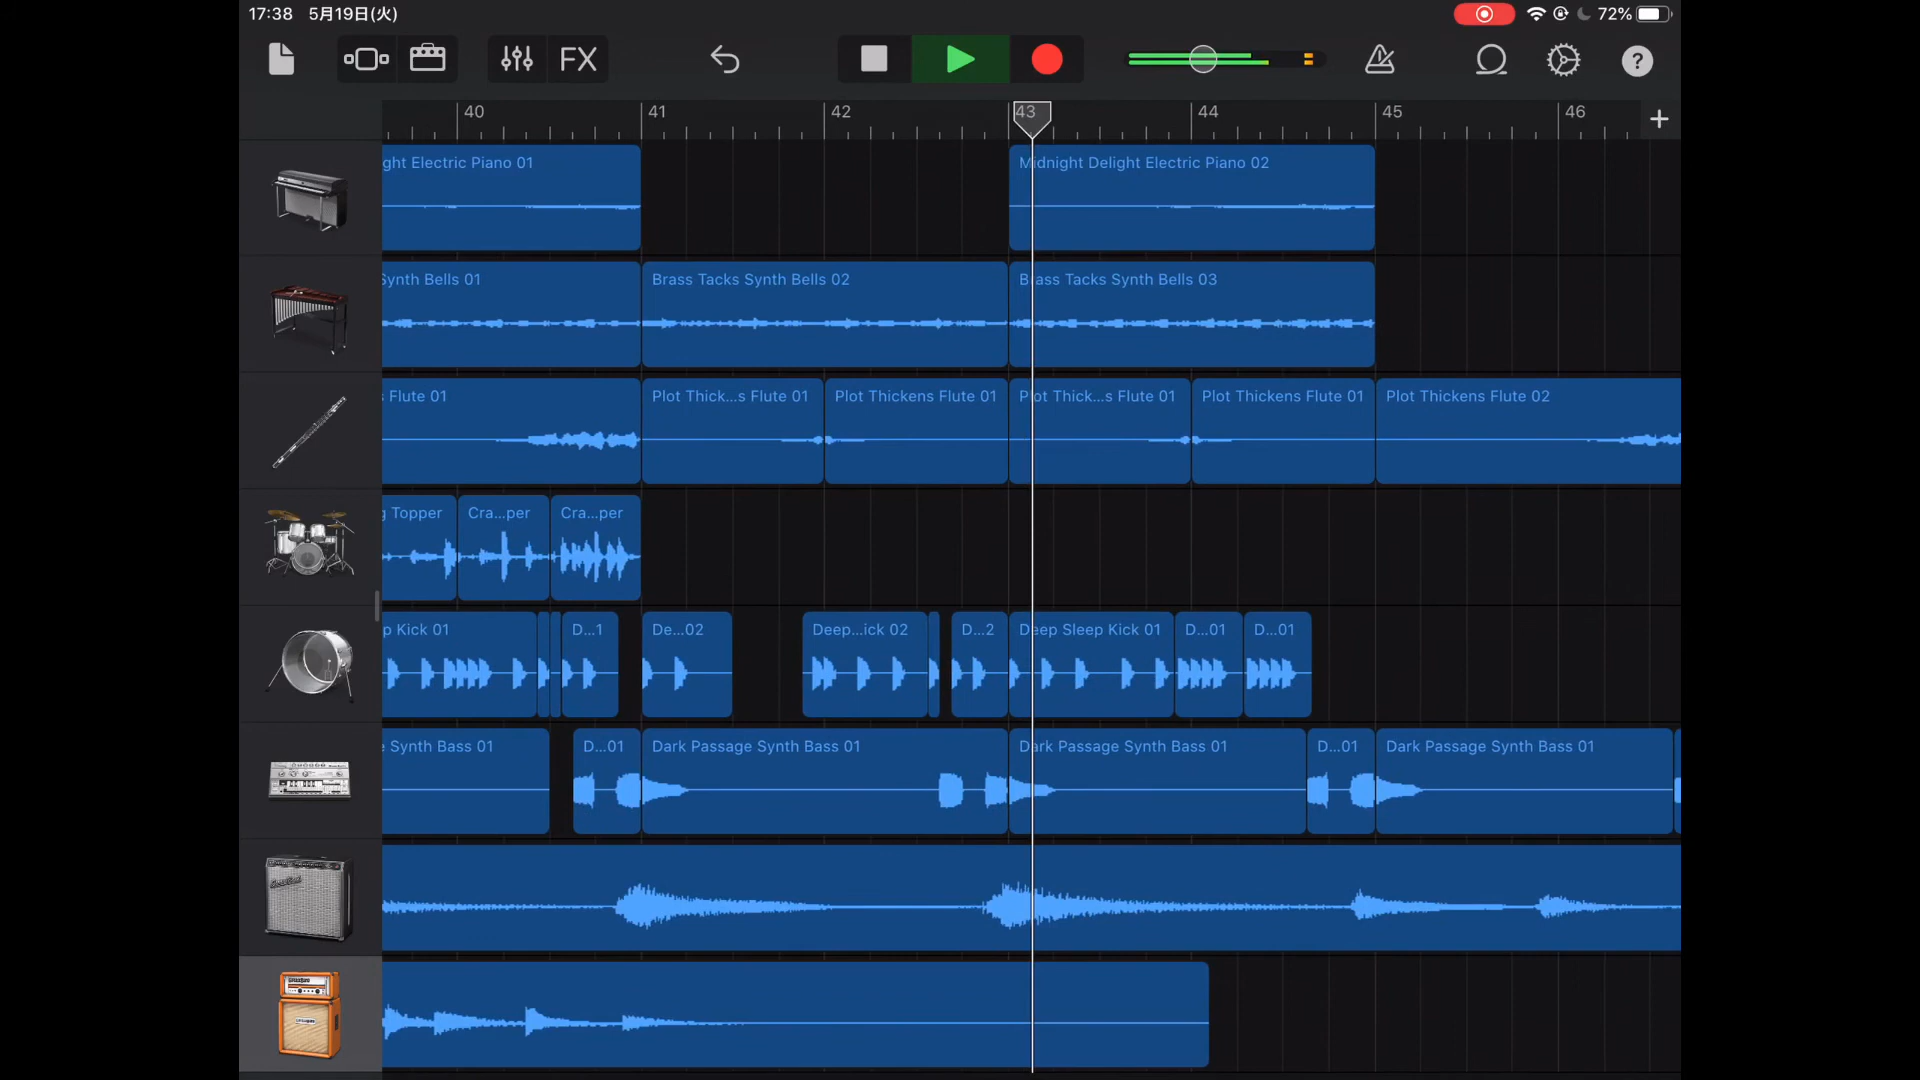 17:38 5月19日(火)
72%
FX
?
40 41 42 43 44 45 46
+
ght Electric Piano 01
Midnight Delight Electric Piano 02
Synth Bells 01
Brass Tacks Synth Bells 02
Brass Tacks Synth Bells 03
s Flute 01
Plot Thick...s Flute 01
Plot Thickens Flute 01
Plot Thick...s Flute 01
Plot Thickens Flute 01
Plot Thickens Flute 02
g Topper
Cra...per
Cra...per
p Kick 01
D...1
De...02
Deep...ick 02
D...2
Deep Sleep Kick 01
D...01
D...01
e Synth Bass 01
D...01
Dark Passage Synth Bass 01
Dark Passage Synth Bass 01
D...01
Dark Passage Synth Bass 01